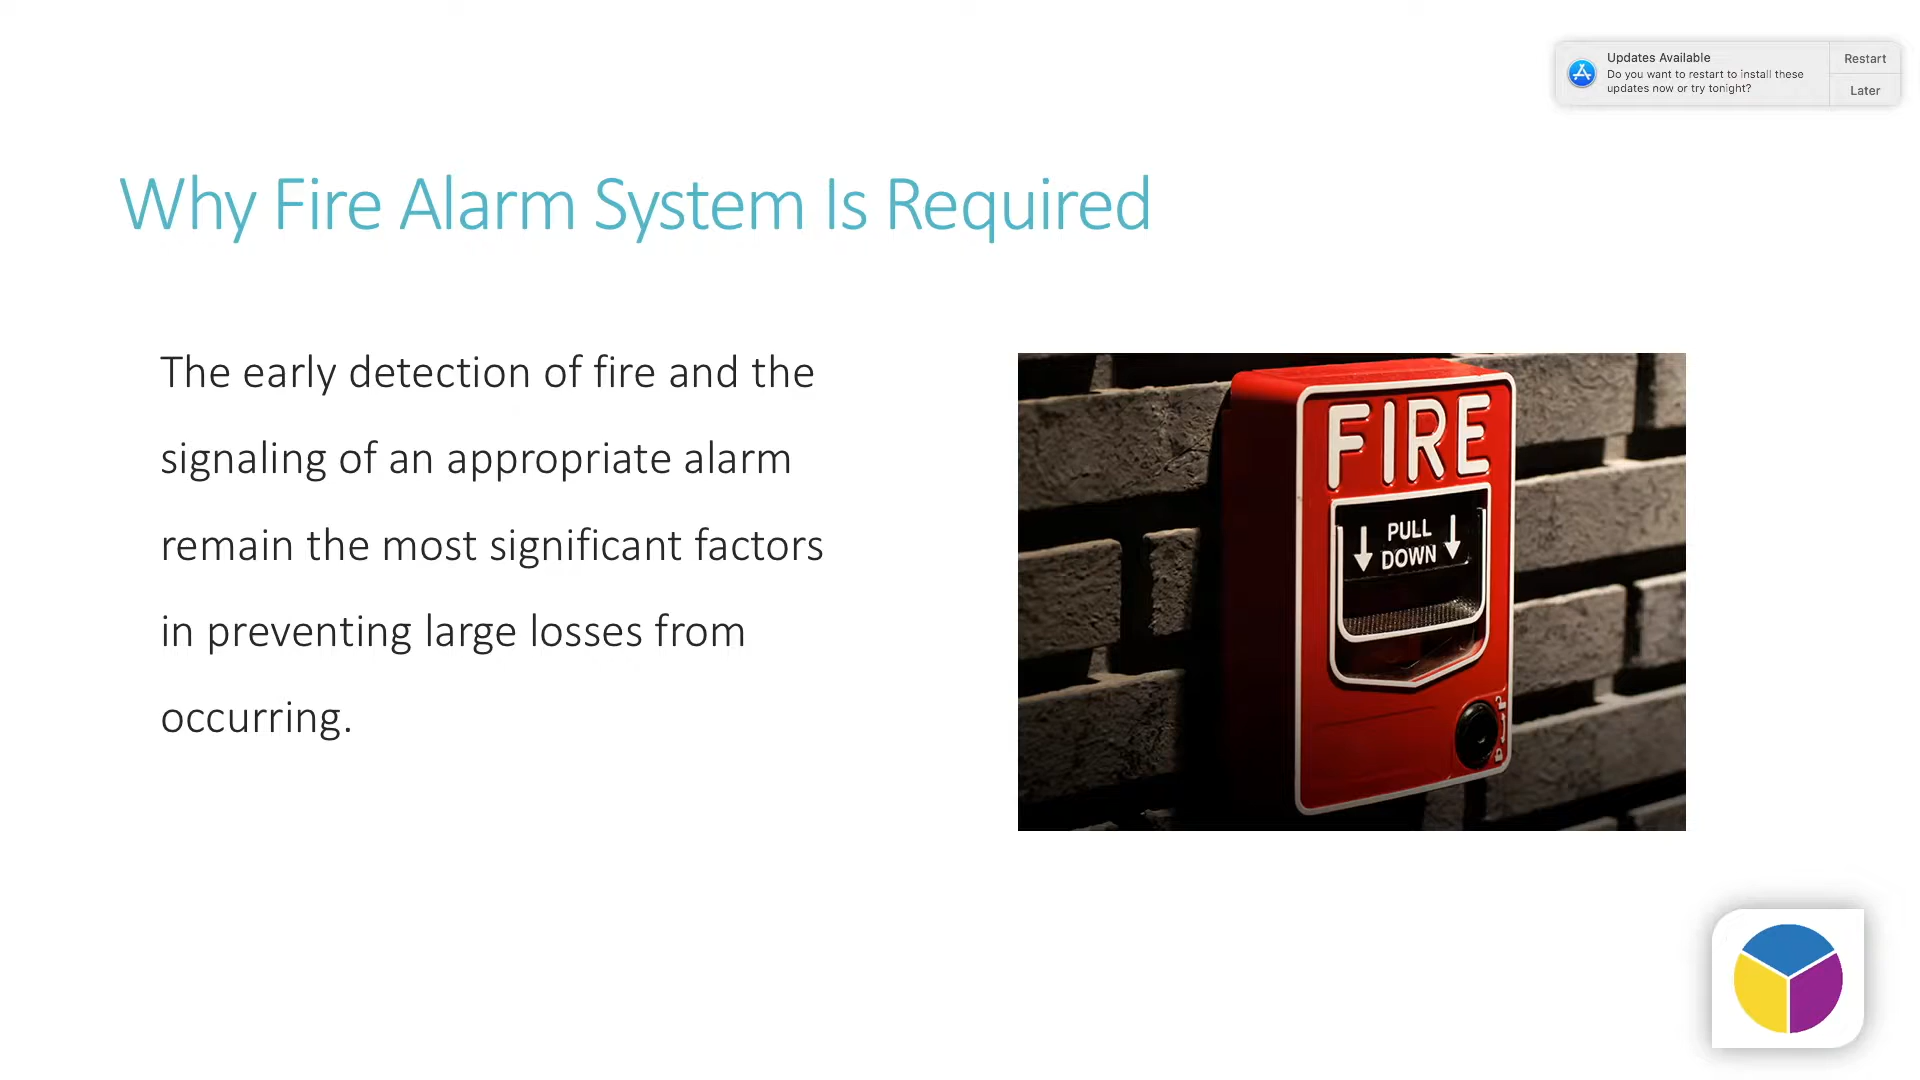 Updates Available
Do you want to restart to install these
updates now or try tonight?
Restart
Later
Why Fire Alarm System Is Required
The early detection of fire and the
signaling of an appropriate alarm
remain the most significant factors
in preventing large losses from
occurring.
FIRE
PULL
DOWN